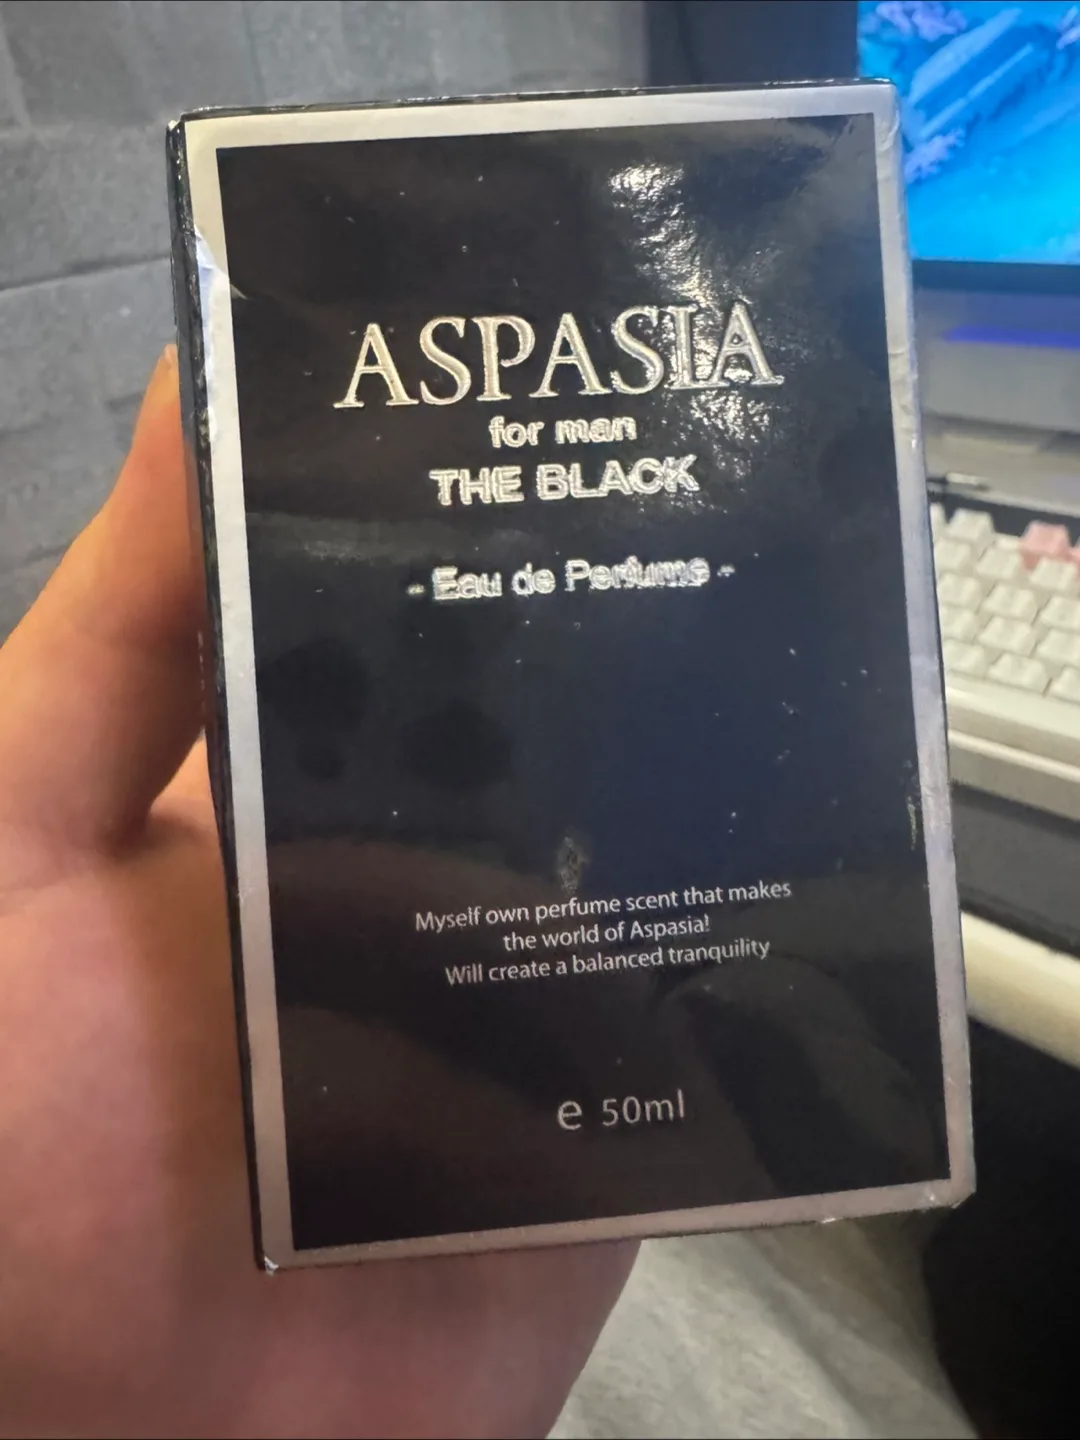 ASPASIA
for man
THE BLACK
- Eau de Perfume -
Myself own perfume scent that makes
the world of Aspasia!
Will create a balanced tranquility
e 50ml